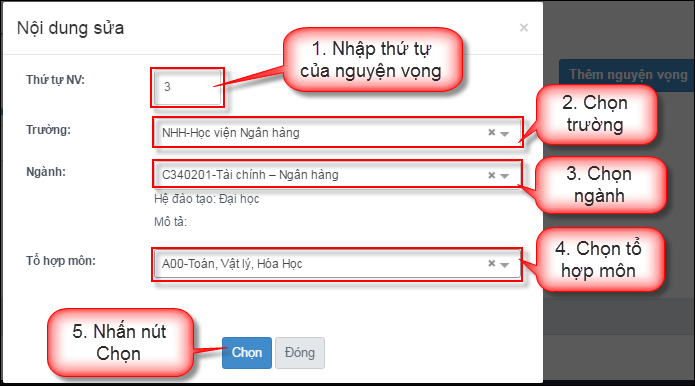 Nội dung sửa
×
1. Nhập thứ tự
của nguyện vọng
Thứ tự NV:
3
Thêm nguyện vọng
2. Chọn
trường
Trường:
NHH-Học viện Ngân hàng
Ngành:
C340201-Tài chính – Ngân hàng
3. Chọn
ngành
Hệ đào tạo: Đại học
Mô tả:
Tổ hợp môn:
A00-Toán, Vật lý, Hóa Học
4. Chọn tổ
hợp môn
5. Nhấn nút
Chọn
Chọn
Đóng